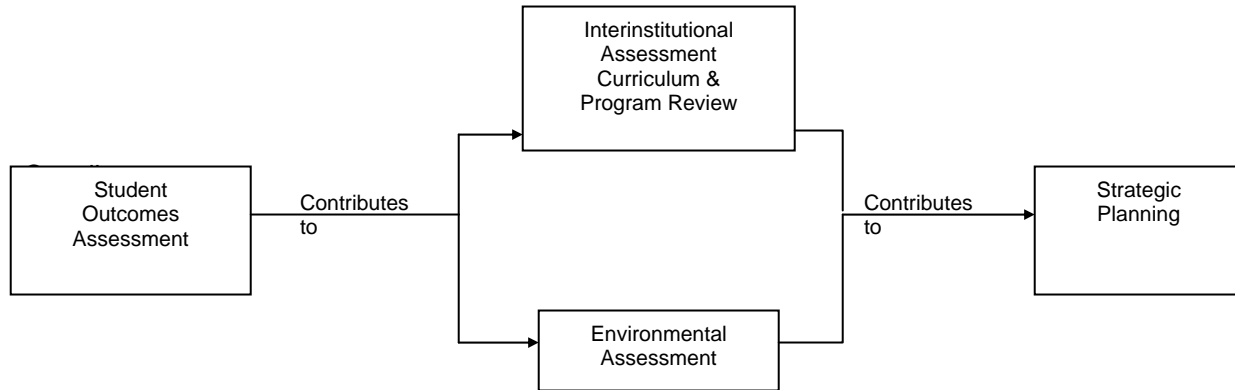 Interinstitutional
Assessment
Curriculum &
Program Review
Student
Outcomes
Assessment
Contributes
to
Contributes
to
Strategic
Planning
Environmental
Assessment